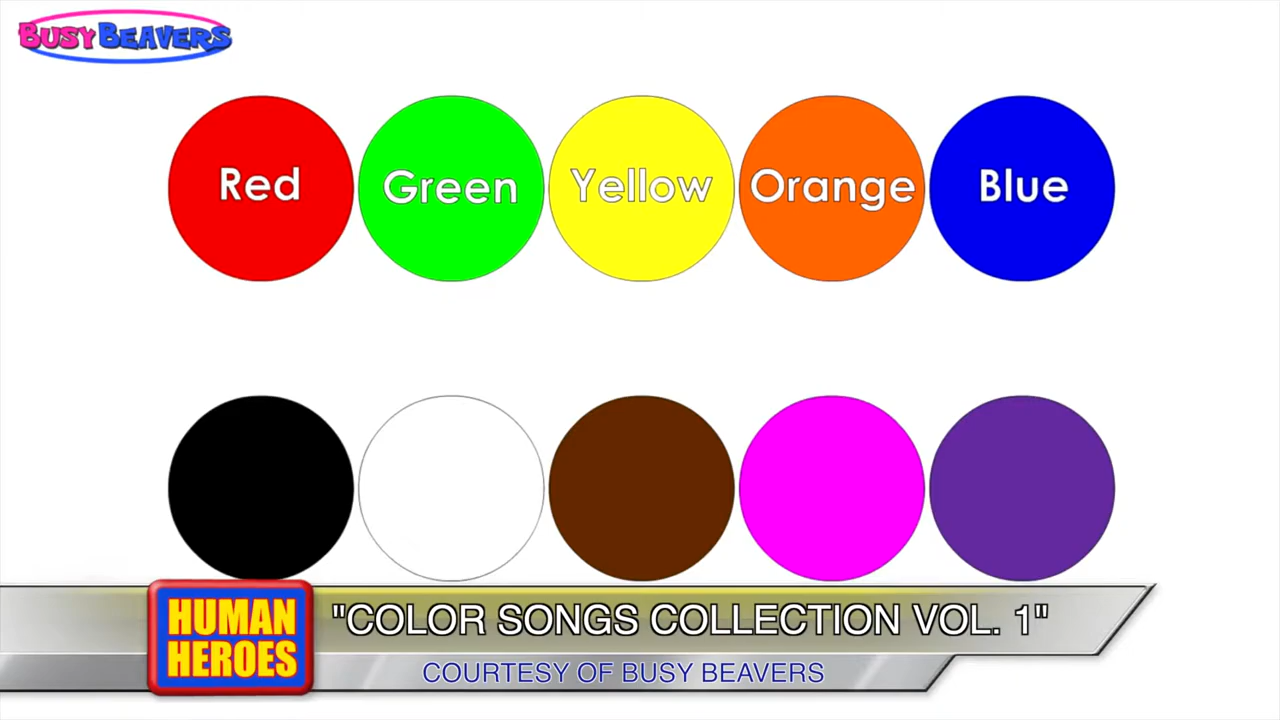 BUSY BEAVERS
Red Green Yellow Orange Blue
HUMAN
HEROES
"COLOR SONGS COLLECTION VOL. 1"
COURTESY OF BUSY BEAVERS